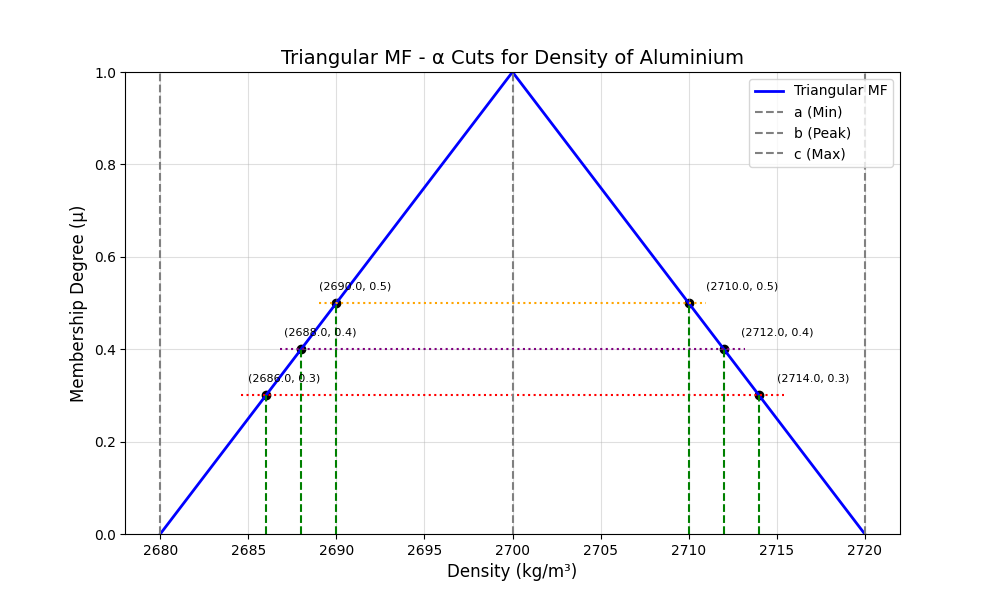 Triangular MF - α Cuts for Density of Aluminium
Membership Degree (μ)
1.0
0.8
0.6
0.4
0.2
0.0
Triangular MF
a (Min)
b (Peak)
c (Max)
(2690.0, 0.5)
(2710.0, 0.5)
(2688.0, 0.4)
(2712.0, 0.4)
(2686.0, 0.3)
(2714.0, 0.3)
2680 2685 2690 2695 2700 2705 2710 2715 2720
Density (kg/m³)